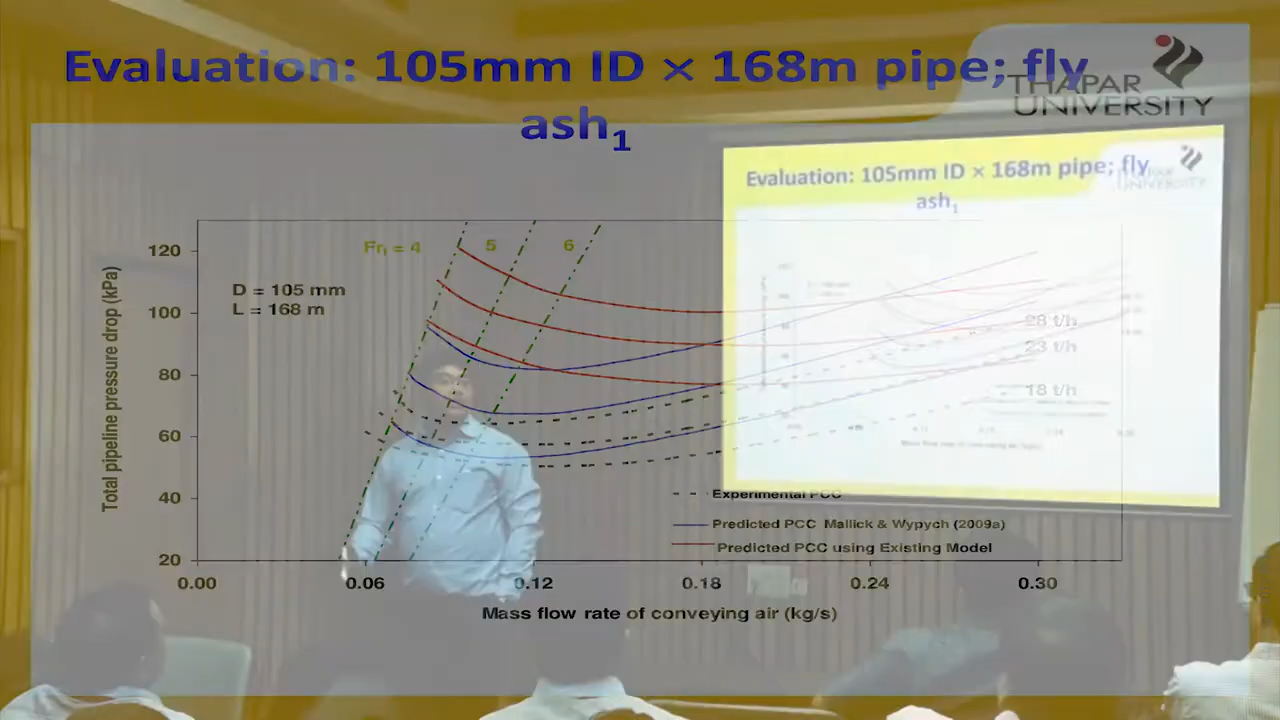 Evaluation: 105mm ID × 168m pipe; fly
ash₁
THAPAR
UNIVERSITY
Evaluation: 105mm ID × 168m pipe; fly
ash₁
UNIVERSITY
Fri = 4 5 6
D = 105 mm
L = 168 m
Total pipeline pressure drop (kPa)
120
100
80
60
40
20
28 t/h
23 t/h
18 t/h
Experimental PCC
Predicted PCC Mallick & Wypych (2009a)
Predicted PCC using Existing Model
0.00 0.06 0.12 0.18 0.24 0.30
Mass flow rate of conveying air (kg/s)